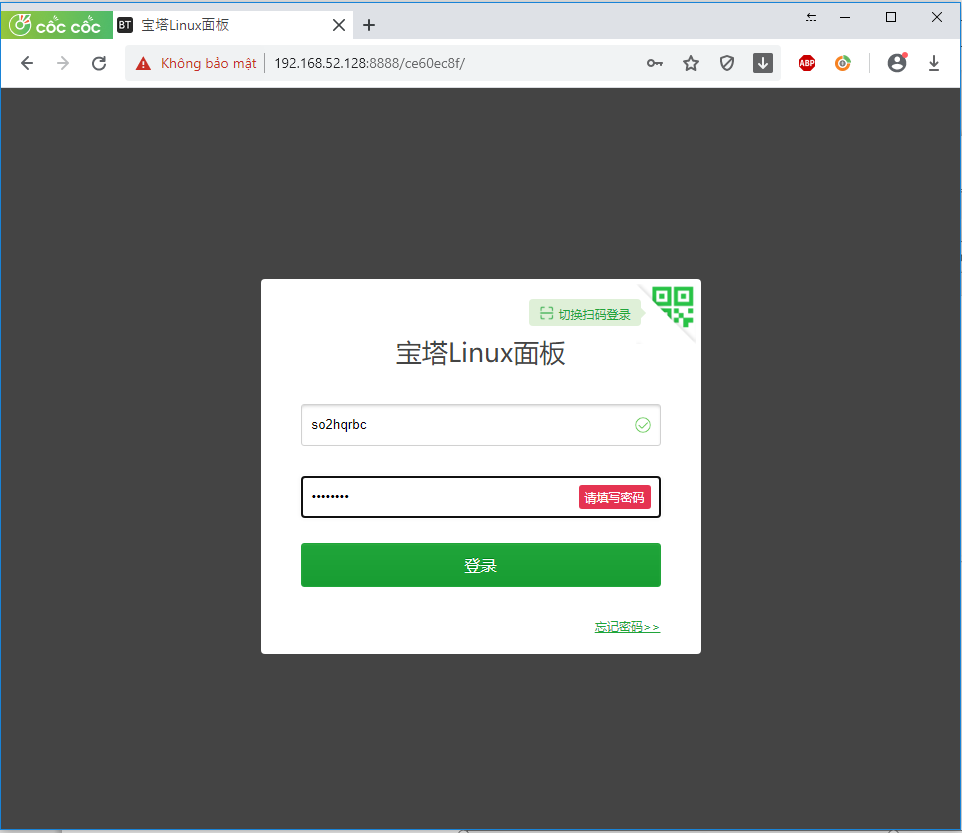 cốc cốc
BT 宝塔Linux面板
Không bảo mật 192.168.52.128:8888/ce60ec8f/
ABP
切换扫码登录
宝塔Linux面板
so2hqrbc
•••••••• 请填写密码
登录
忘记密码>>